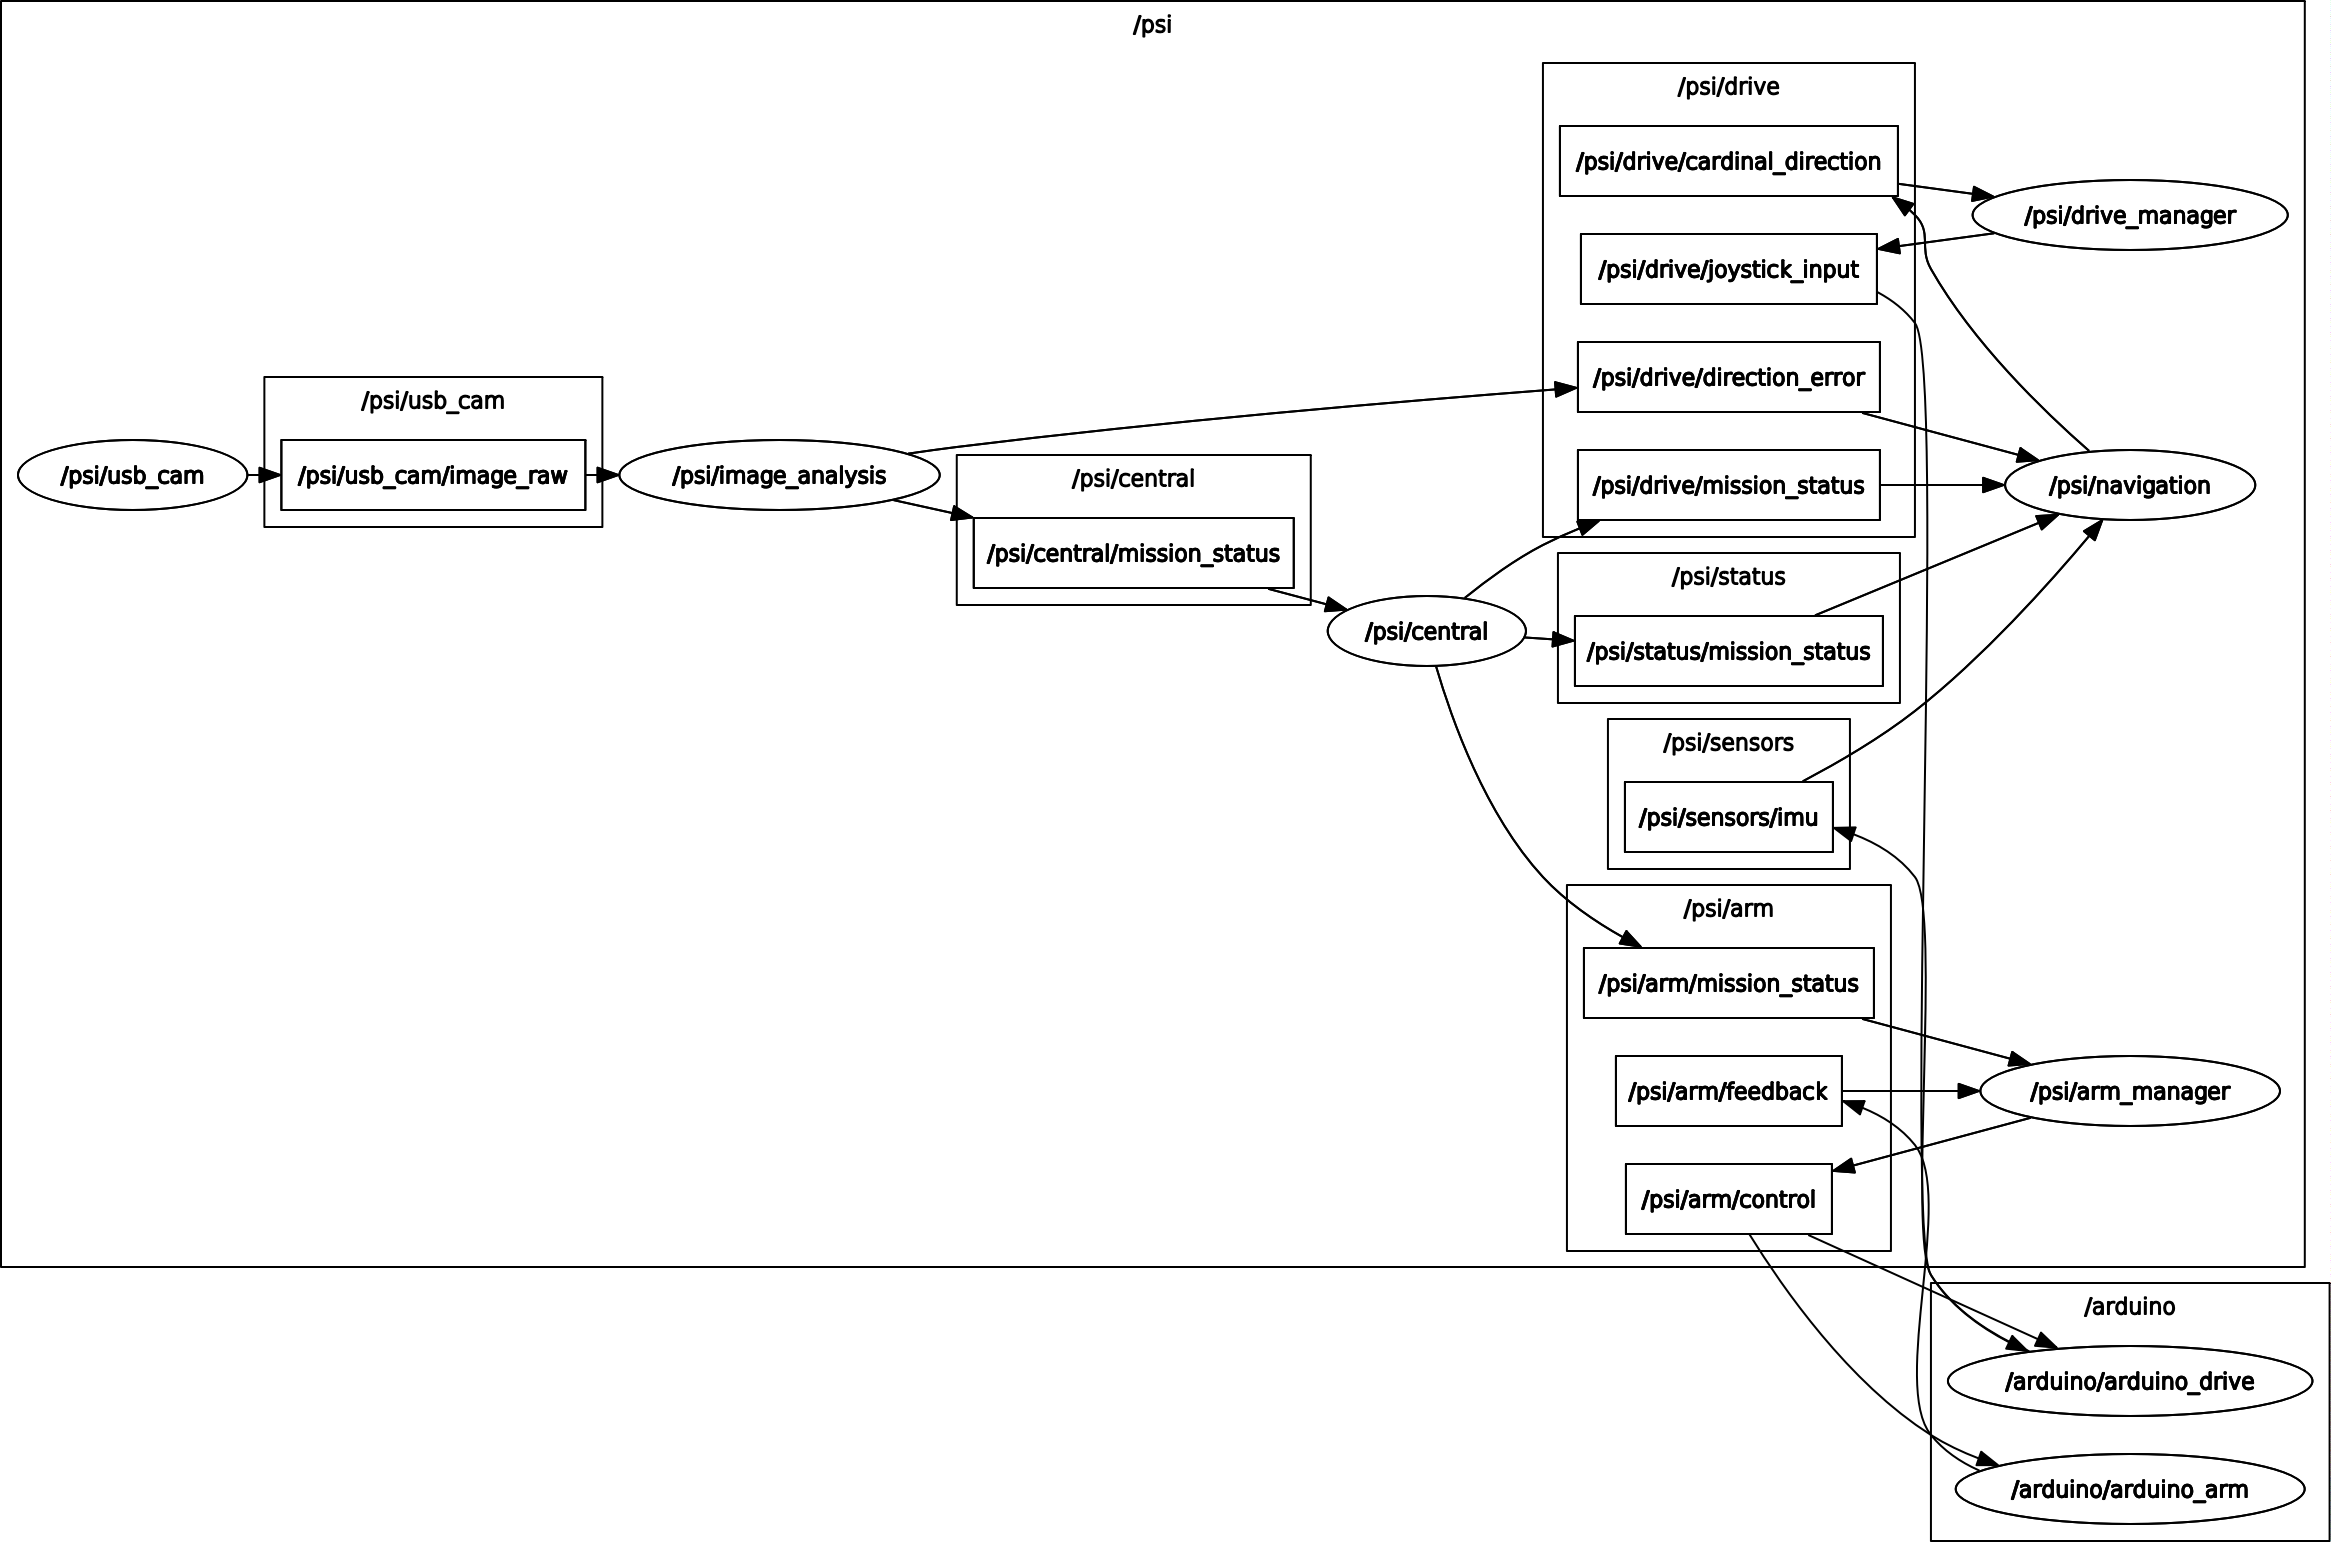 /psi
/psi/drive
/psi/drive/cardinal_direction
/psi/drive_manager
/psi/drive/joystick_input
/psi/drive/direction_error
/psi/usb_cam
/psi/usb_cam
/psi/usb_cam/image_raw
/psi/image_analysis
/psi/central
/psi/drive/mission_status
/psi/navigation
/psi/central/mission_status
/psi/status
/psi/central
/psi/status/mission_status
/psi/sensors
/psi/sensors/imu
/psi/arm
/psi/arm/mission_status
/psi/arm/feedback
/psi/arm_manager
/psi/arm/control
/arduino
/arduino/arduino_drive
/arduino/arduino_arm